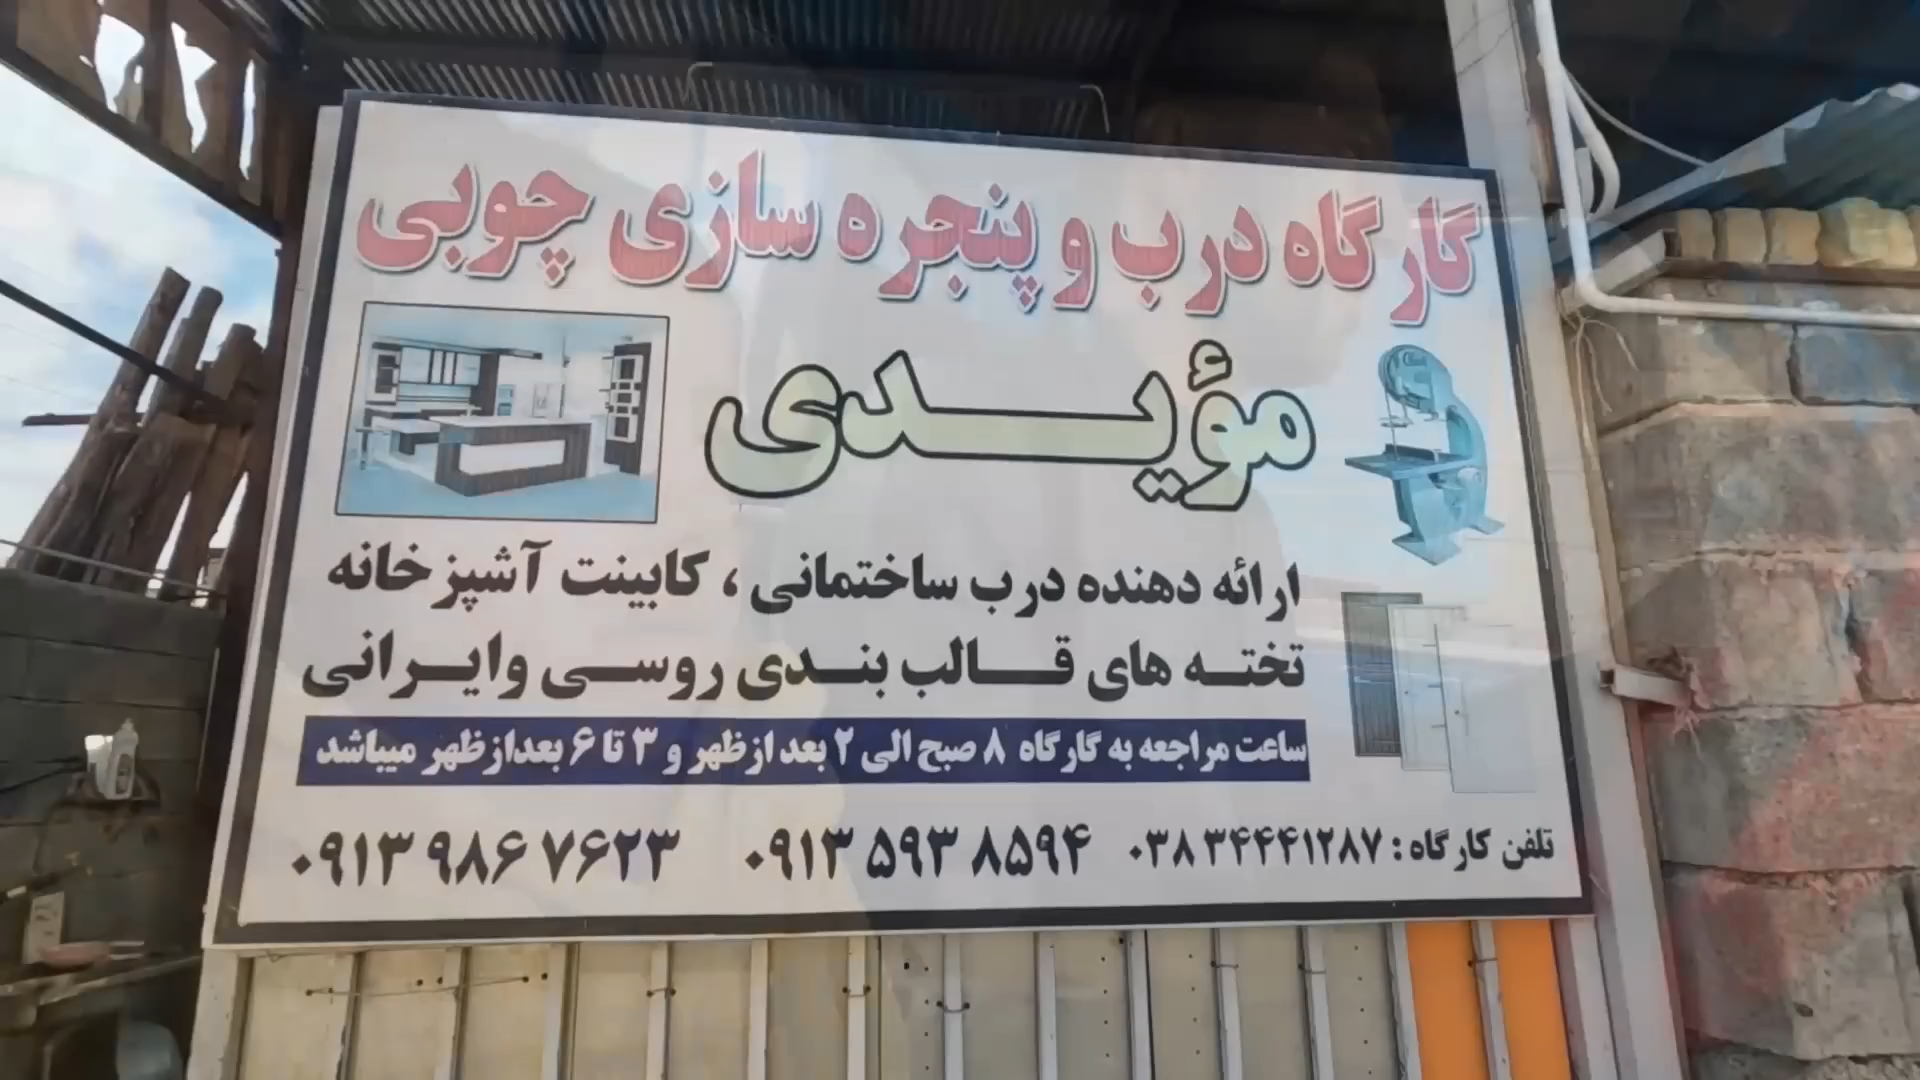 گارگاه درب و پنجره سازی چوبی
مؤیدی
ارائه دهنده درب ساختمانی ، کابینت آشپزخانه
تخته های قالب بندی روسی وایرانی
ساعت مراجعه به گارگاه ۸ صبح الی ۲ بعد ازظهر و ۳ تا ۶ بعدازظهر میباشد
تلفن کارگاه : ۰۳۸۳۴۴۴۱۲۸۷ ۰۹۱۳ ۵۹۳ ۸۵۹۴ ۰۹۱۳ ۹۸۶ ۷۶۲۳